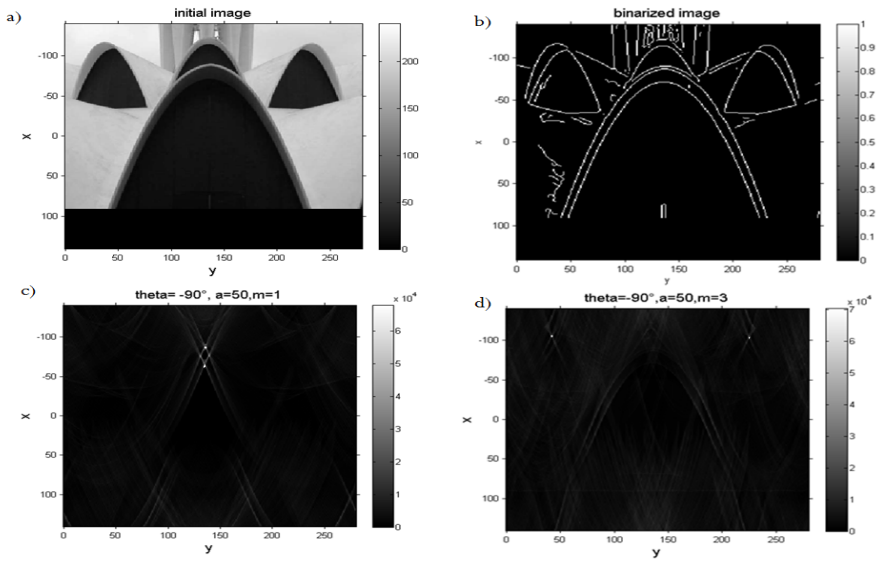 a)
initial image
-100
-50
0
50
100
x
0 50 100 150 200 250
y
200
150
100
50
0
b)
binarized image
-100
-50
0
50
100
x
0 50 100 150 200 250
y
1
0.9
0.8
0.7
0.6
0.5
0.4
0.3
0.2
0.1
0
c)
theta= -90°, a=50,m=1
-100
-50
0
50
100
x
0 50 100 150 200 250
y
x 10⁴
6
5
4
3
2
1
0
d)
theta=-90°,a=50,m=3
-100
-50
0
50
100
x
0 50 100 150 200 250
y
x 10⁴
7
6
5
4
3
2
1
0